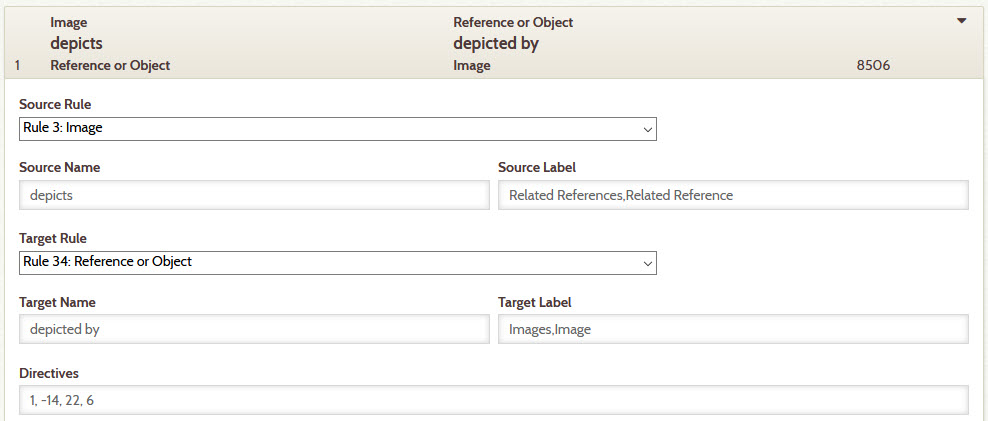 Image Reference or Object
depicts depicted by
1 Reference or Object Image 8506
Source Rule
Rule 3: Image
Source Name Source Label
depicts Related References,Related Reference
Target Rule
Rule 34: Reference or Object
Target Name Target Label
depicted by Images,Image
Directives
1, -14, 22, 6